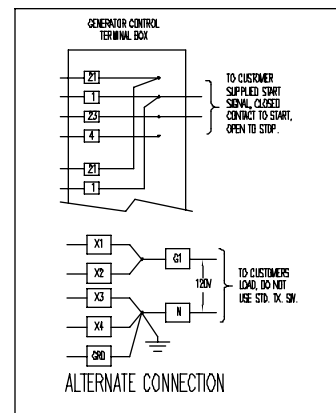 GENERATOR CONTROL
TERMINAL BOX
21
1
23
4
21
1
TO CUSTOMER
SUPPLIED START
SIGNAL, CLOSED
CONTACT TO START,
OPEN TO STOP.
X1
X2
X3
X4
GRD
G1
120V
N
TO CUSTOMERS
LOAD, DO NOT
USE STD. TX. SW.
ALTERNATE CONNECTION